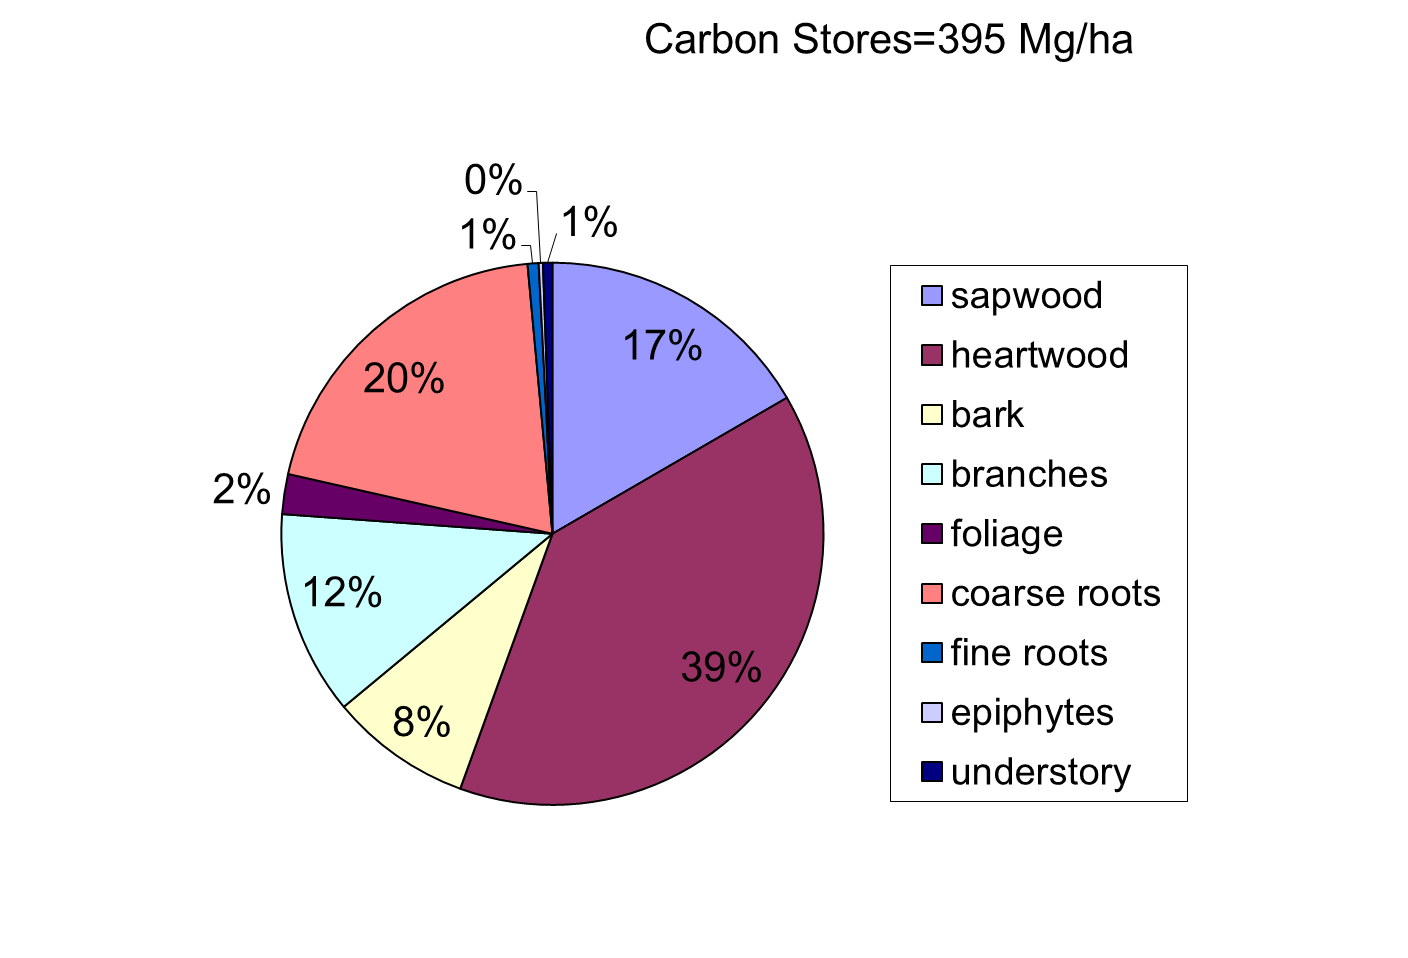 Carbon Stores=395 Mg/ha
0%
1%
1%
17%
20%
2%
12%
39%
8%
sapwood
heartwood
bark
branches
foliage
coarse roots
fine roots
epiphytes
understory